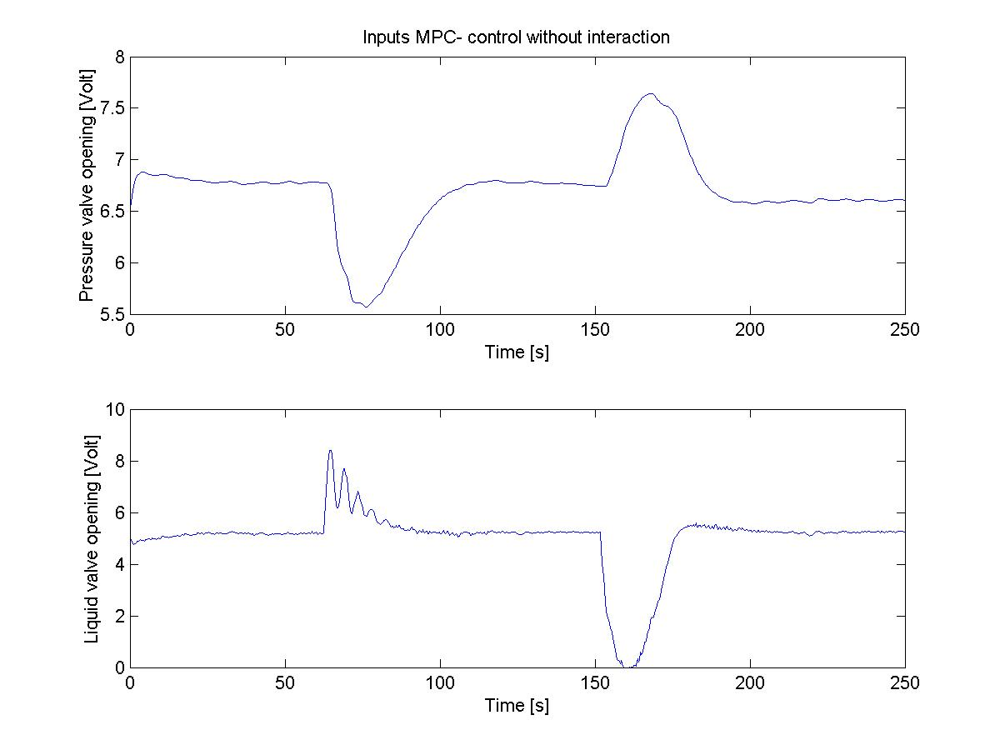 Inputs MPC- control without interaction
Pressure valve opening [Volt]
8
7.5
7
6.5
6
5.5
0 50 100 150 200 250
Time [s]
Liquid valve opening [Volt]
10
8
6
4
2
0
0 50 100 150 200 250
Time [s]